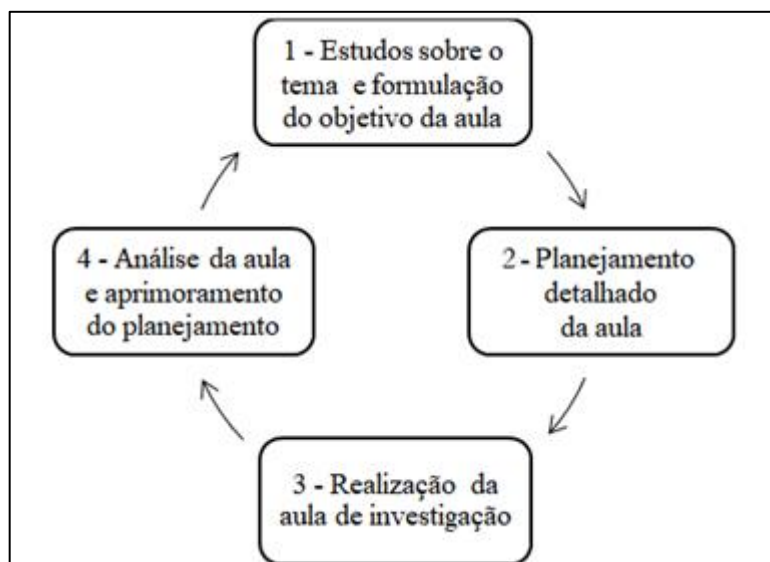 1 - Estudos sobre o
tema e formulação
do objetivo da aula
2 - Planejamento
detalhado
da aula
3 - Realização da
aula de investigação
4 - Análise da aula
e aprimoramento
do planejamento